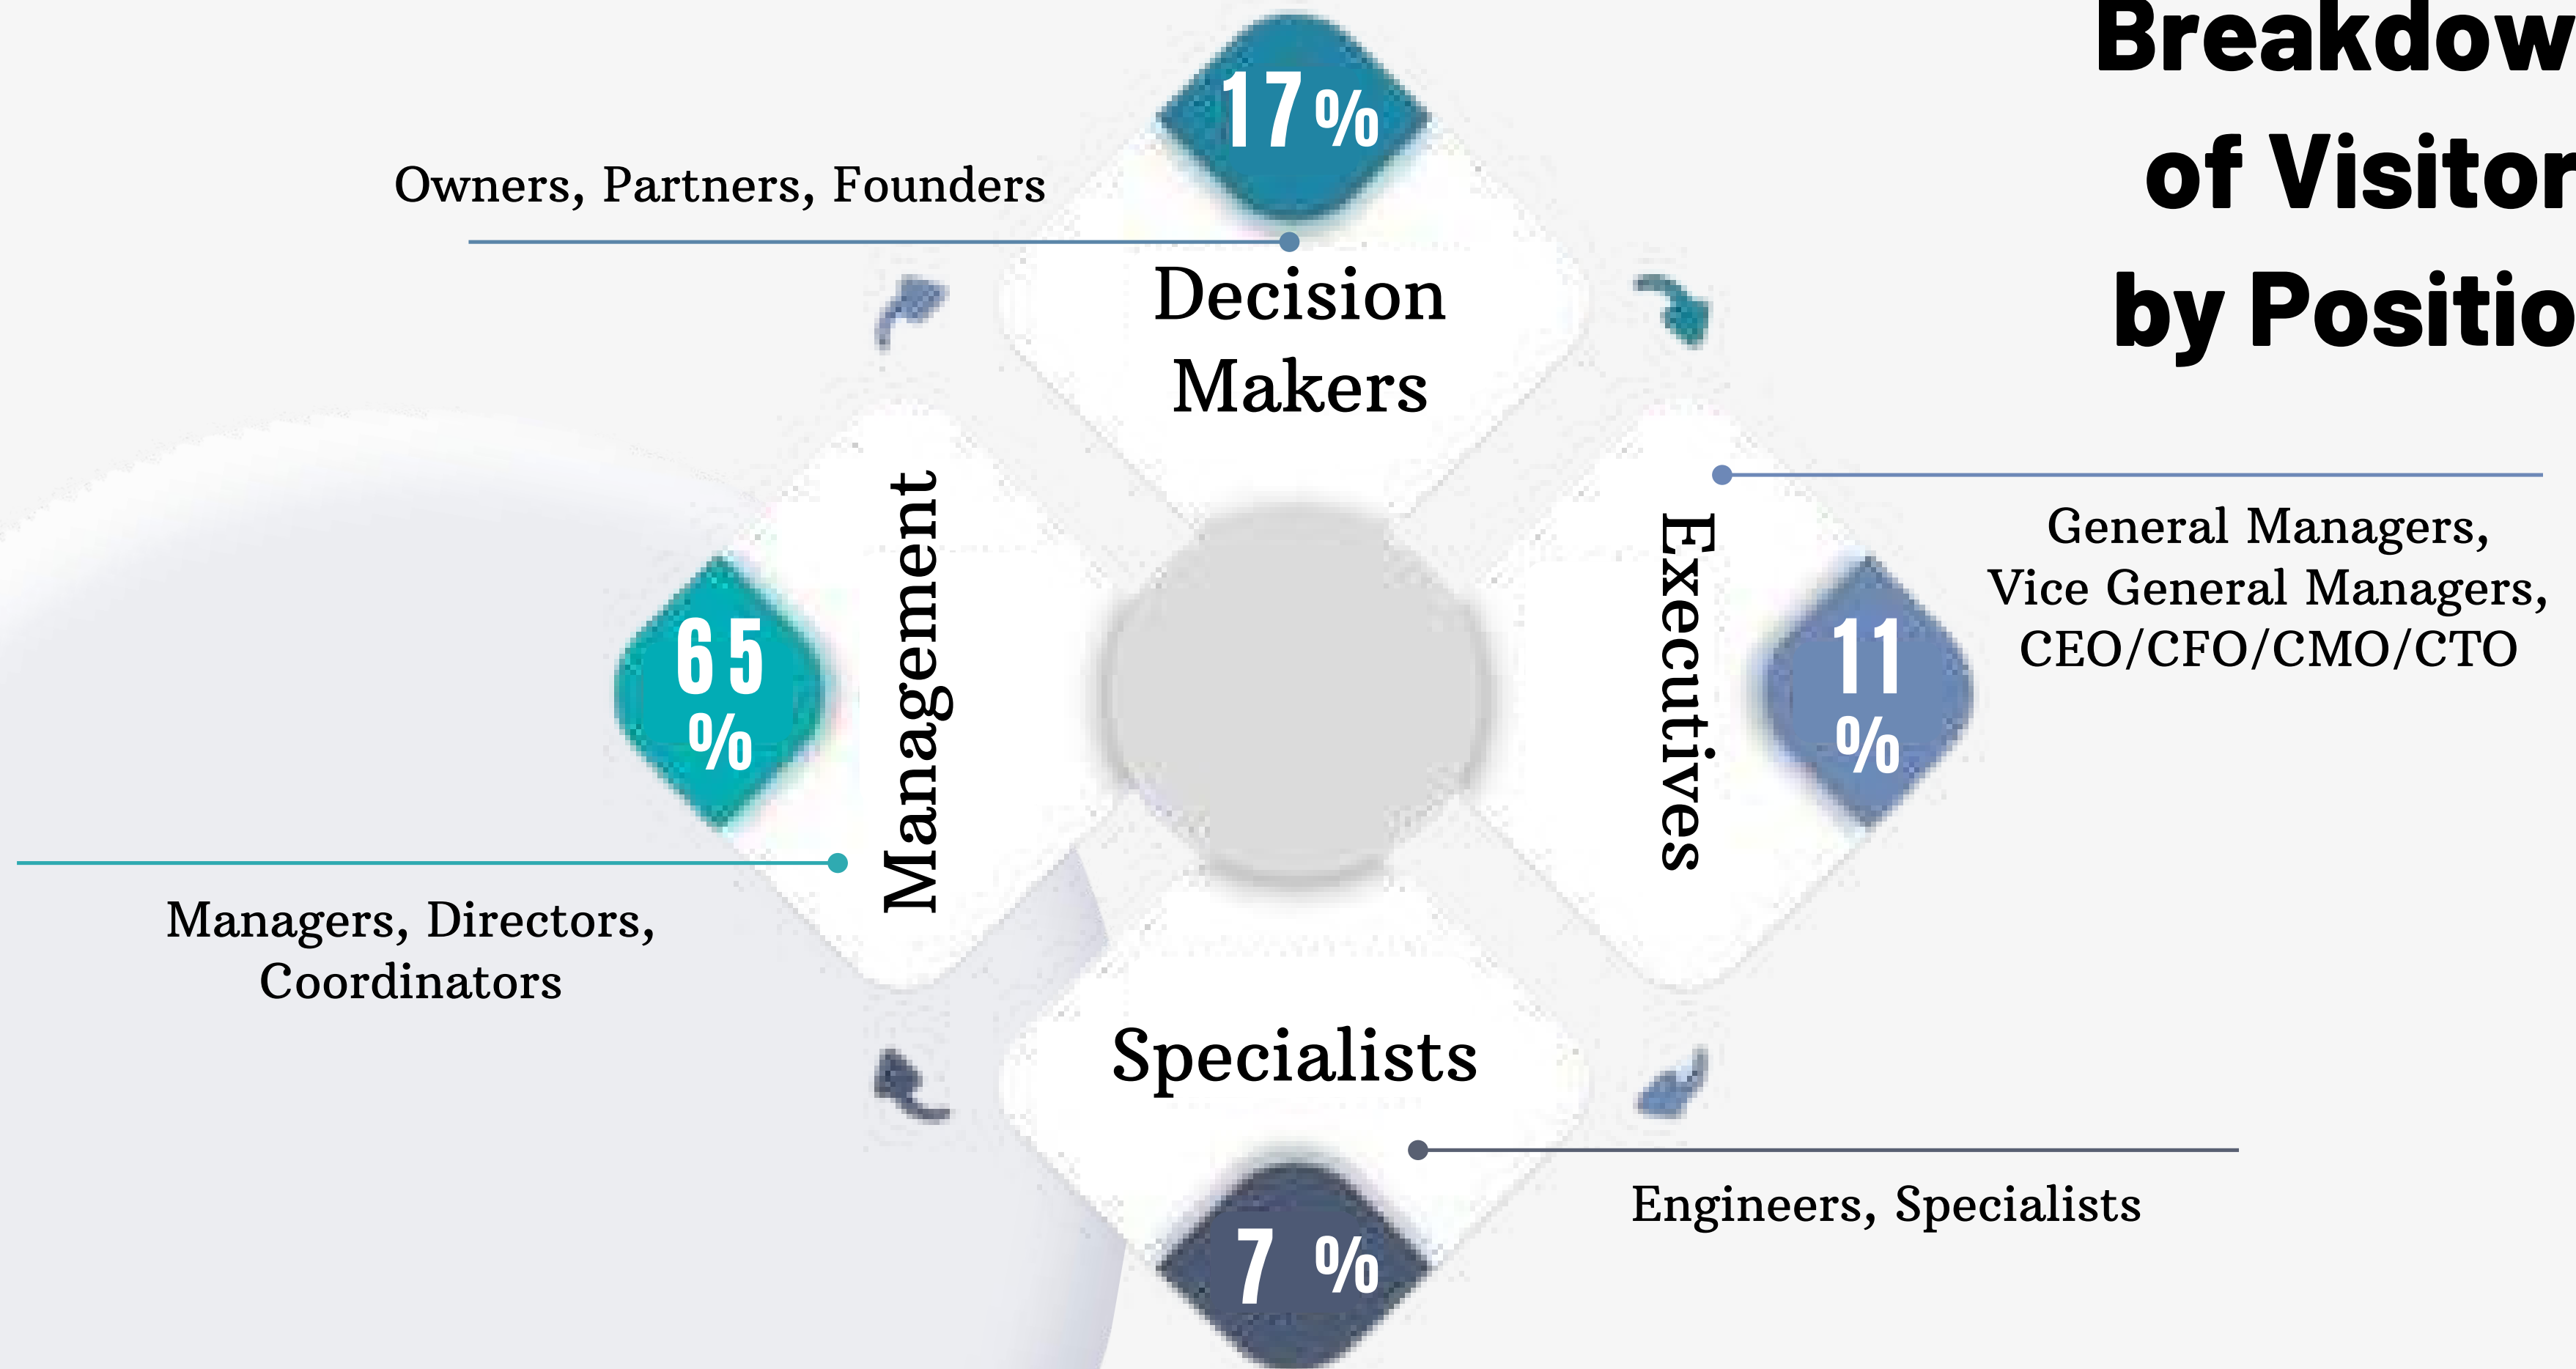 Breakdow
of Visitor
by Positio
17%
Owners, Partners, Founders
Decision
Makers
Executives
11
%
General Managers,
Vice General Managers,
CEO/CFO/CMO/CTO
Management
65
%
Managers, Directors,
Coordinators
Specialists
7 %
Engineers, Specialists